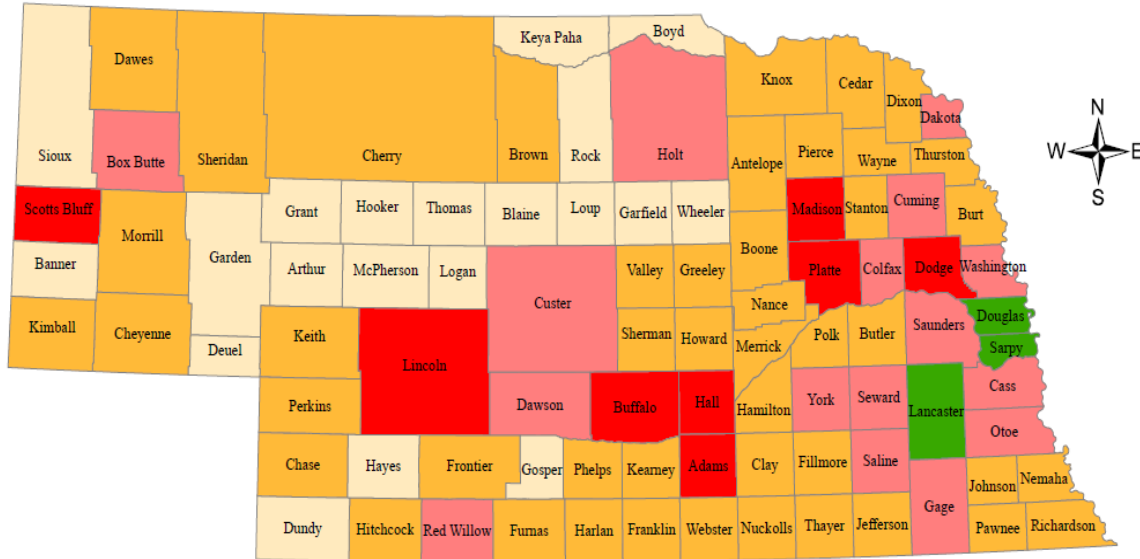 Keya Paha
Boyd
Dawes
Knox
Cedar
Dixon
Dakota
N
W
E
S
Sioux
Box Butte
Sheridan
Cherry
Brown
Rock
Holt
Antelope
Pierce
Wayne
Thurston
Scotts Bluff
Morrill
Garden
Grant
Hooker
Thomas
Blaine
Loup
Garfield
Wheeler
Madison
Stanton
Cuming
Burt
Banner
Arthur
McPherson
Logan
Custer
Valley
Greeley
Boone
Platte
Colfax
Dodge
Washington
Kimball
Cheyenne
Deuel
Keith
Lincoln
Sherman
Howard
Nance
Merrick
Polk
Butler
Saunders
Douglas
Sarpy
Perkins
Dawson
Buffalo
Hall
Hamilton
York
Seward
Lancaster
Cass
Otoe
Chase
Hayes
Frontier
Gosper
Phelps
Kearney
Adams
Clay
Fillmore
Saline
Gage
Johnson
Nemaha
Dundy
Hitchcock
Red Willow
Furnas
Harlan
Franklin
Webster
Nuckolls
Thayer
Jefferson
Pawnee
Richardson